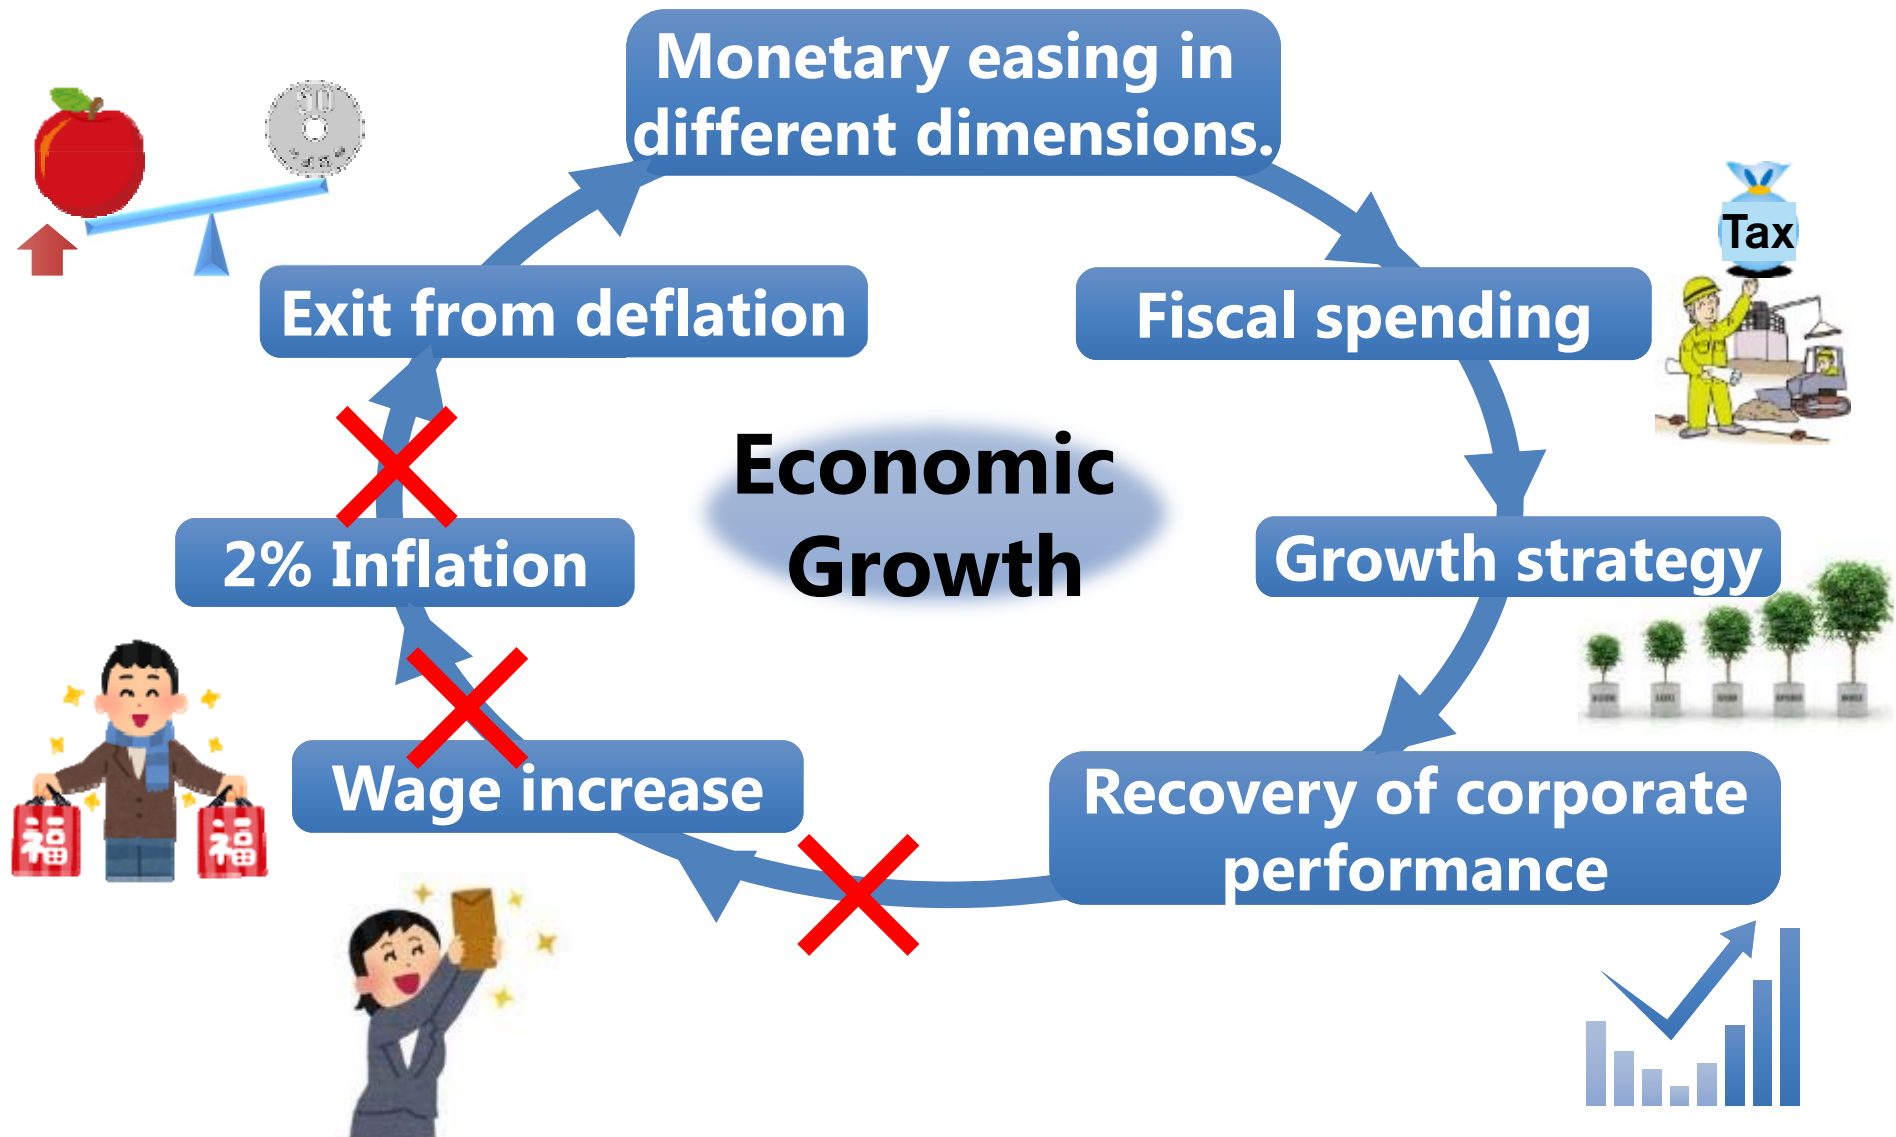 Monetary easing in
different dimensions.
Fiscal spending
Tax
Growth strategy
Recovery of corporate
performance
Wage increase
2% Inflation
Exit from deflation
Economic
Growth
福
福